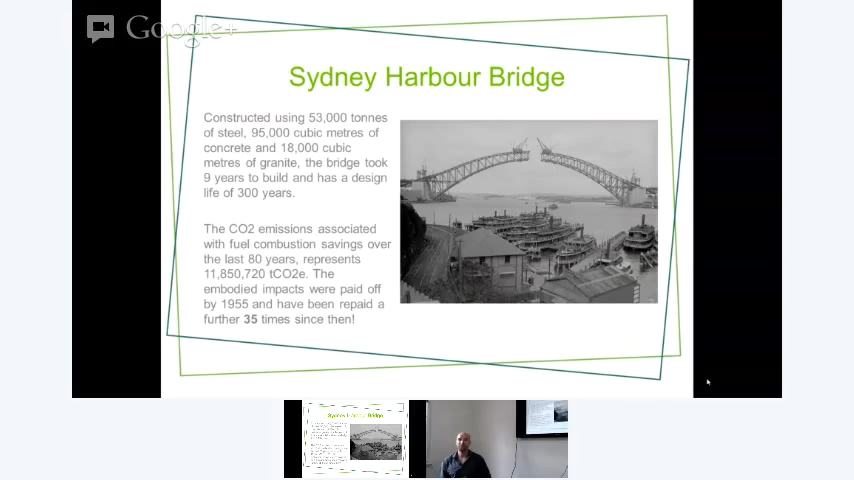 Google+
Sydney Harbour Bridge
Constructed using 53,000 tonnes
of steel, 95,000 cubic metres of
concrete and 18,000 cubic
metres of granite, the bridge took
9 years to build and has a design
life of 300 years.
The CO2 emissions associated
with fuel combustion savings over
the last 80 years, represents
11,850,720 tCO2e. The
embodied impacts were paid off
by 1955 and have been repaid a
further 35 times since then!
Sydney Harbour Bridge